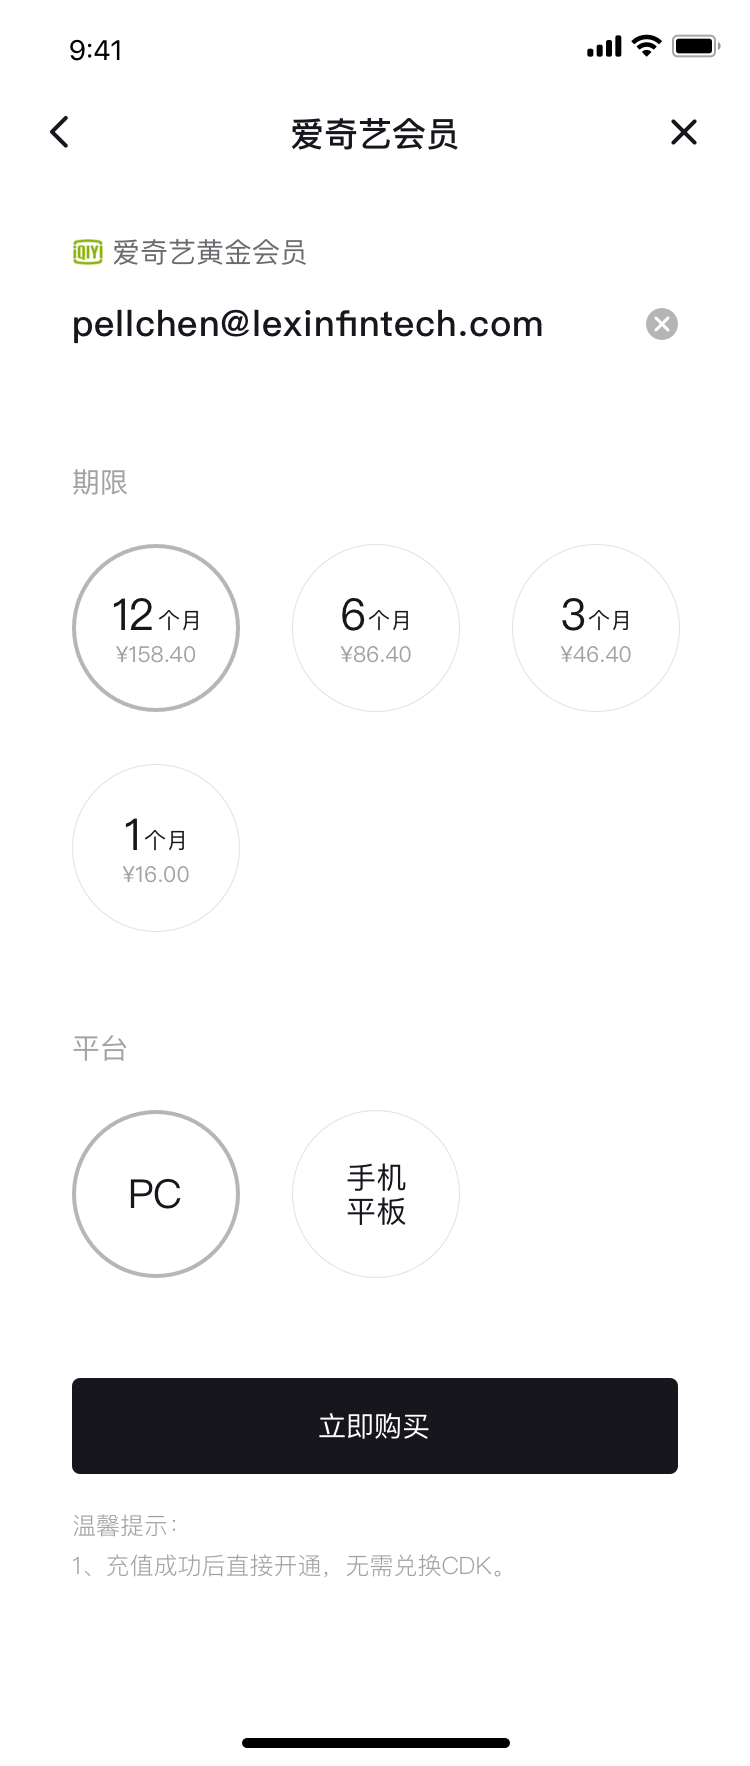 9:41
爱奇艺会员
iQIYI 爱奇艺黄金会员
pellchen@lexinfintech.com
期限
12个月 6个月 3个月
¥158.40 ¥86.40 ¥46.40
1个月
¥16.00
平台
PC 手机
平板
立即购买
温馨提示：
1、充值成功后直接开通，无需兑换CDK。